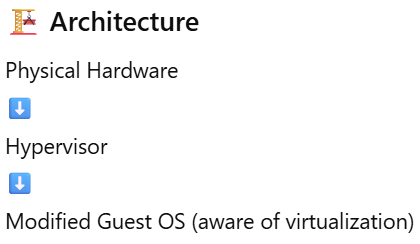 🏗️ Architecture
Physical Hardware
⬇️
Hypervisor
⬇️
Modified Guest OS (aware of virtualization)